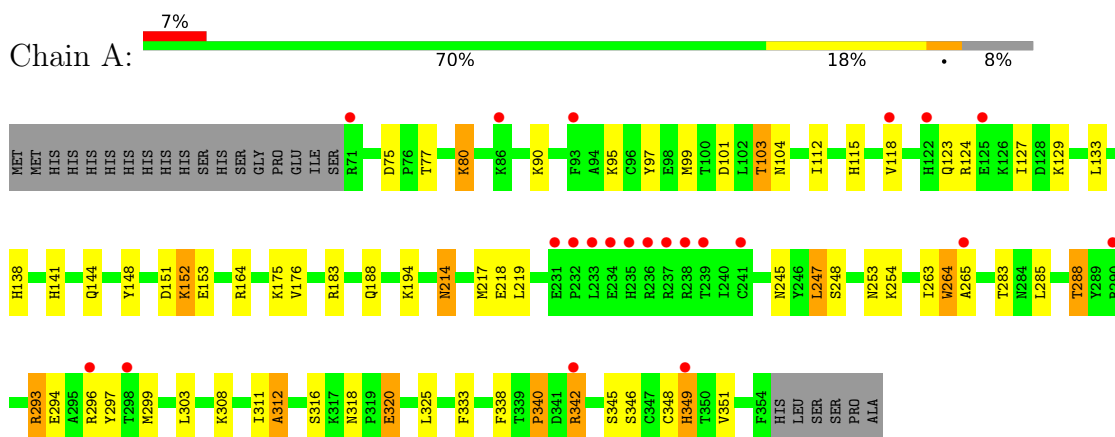 7%
Chain A:
70% 18% • 8%
MET MET HIS HIS HIS HIS HIS HIS HIS HIS HIS HIS SER HIS SER GLY PRO GLU ILE SER R71 D75 P76 T77 K80 K86 K90 F93 A94 K95 C96 Y97 E98 M99 T100 D101 L102 T103 N104 I112 H115 V118 H122 Q123 R124 E125 K126 I127 D128 K129 L133
H138 H141 Q144 Y148 D151 K152 E153 R164 K175 V176 R183 Q188 K194 N214 M217 E218 L219 E231 P232 L233 E234 H235 R236 R237 R238 T239 I240 C241 N245 Y246 L247 S248 N253 K254 I263 W264 A265 T283 N284 L285 T288 Y289 R290
R293 E294 A295 R296 Y297 T298 M299 L303 K308 I311 A312 S316 K317 N318 P319 E320 L325 F333 F338 T339 P340 D341 R342 S345 S346 C347 C348 H349 T350 V351 F354 HIS LEU SER SER PRO ALA